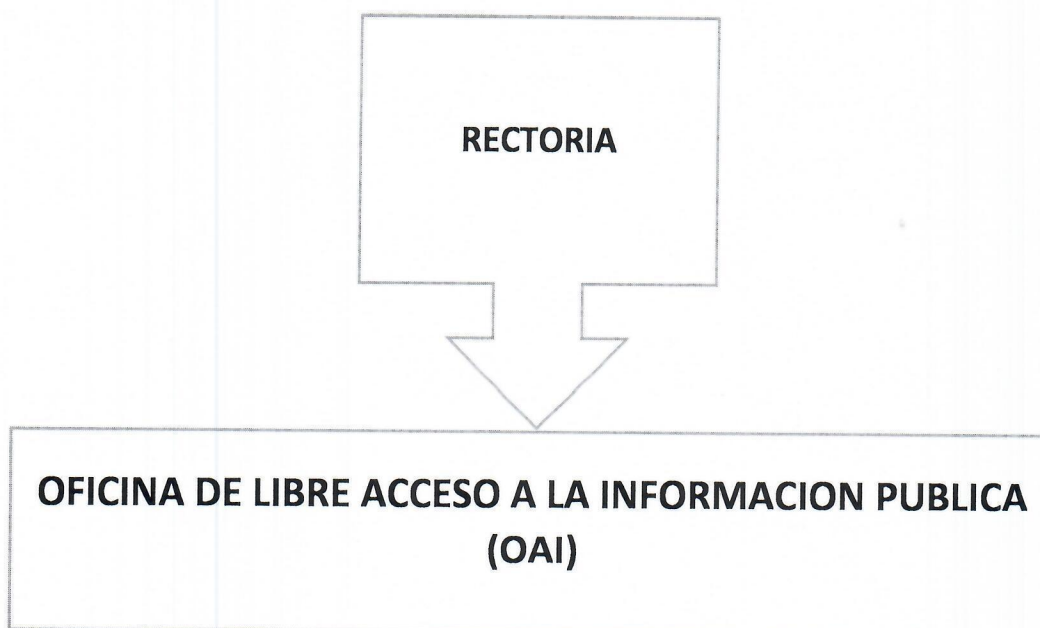 RECTORIA
OFICINA DE LIBRE ACCESO A LA INFORMACION PUBLICA
(OAI)